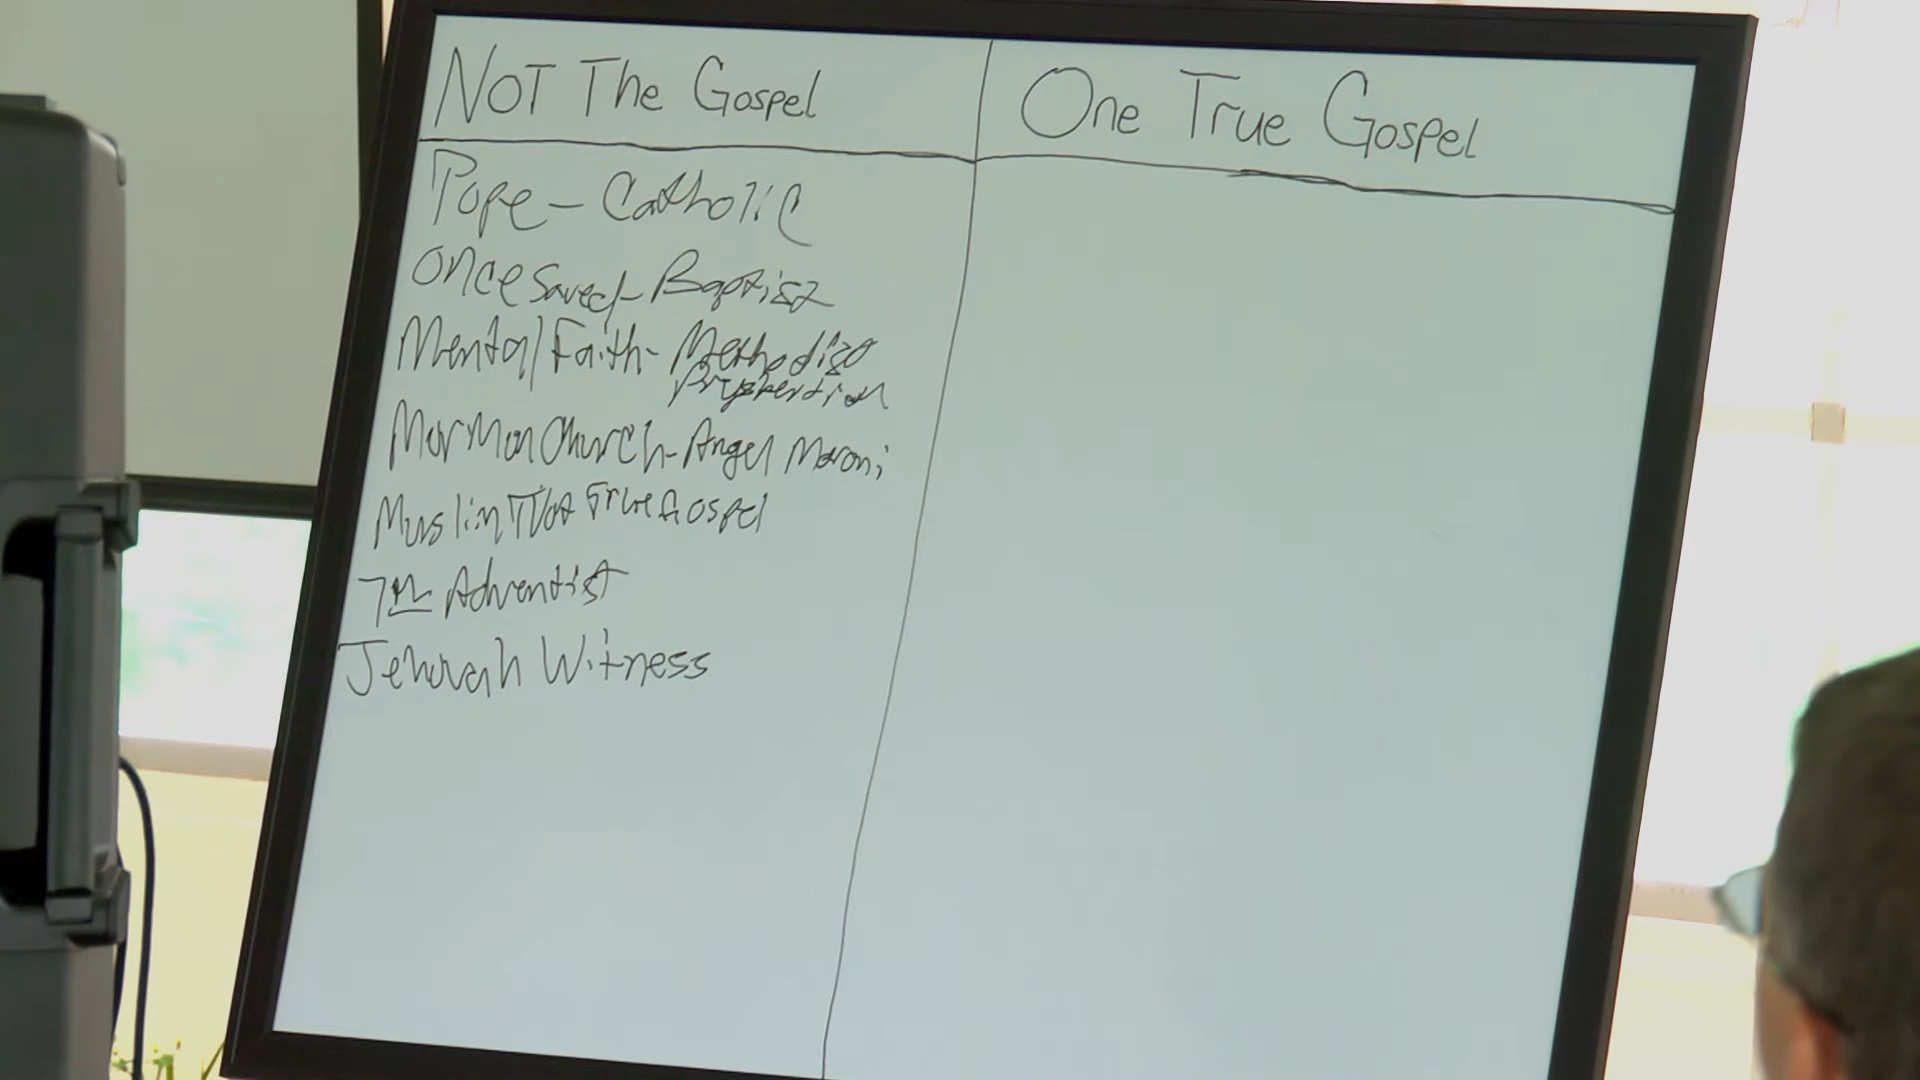 NOT The Gospel
One True Gospel
Pope - Catholic
Once Saved - Baptist
Mental Faith - Methodist
Mormon Church - Angel Moroni
Muslim Not True Gospel
7th Adventist
Jehovah Witness